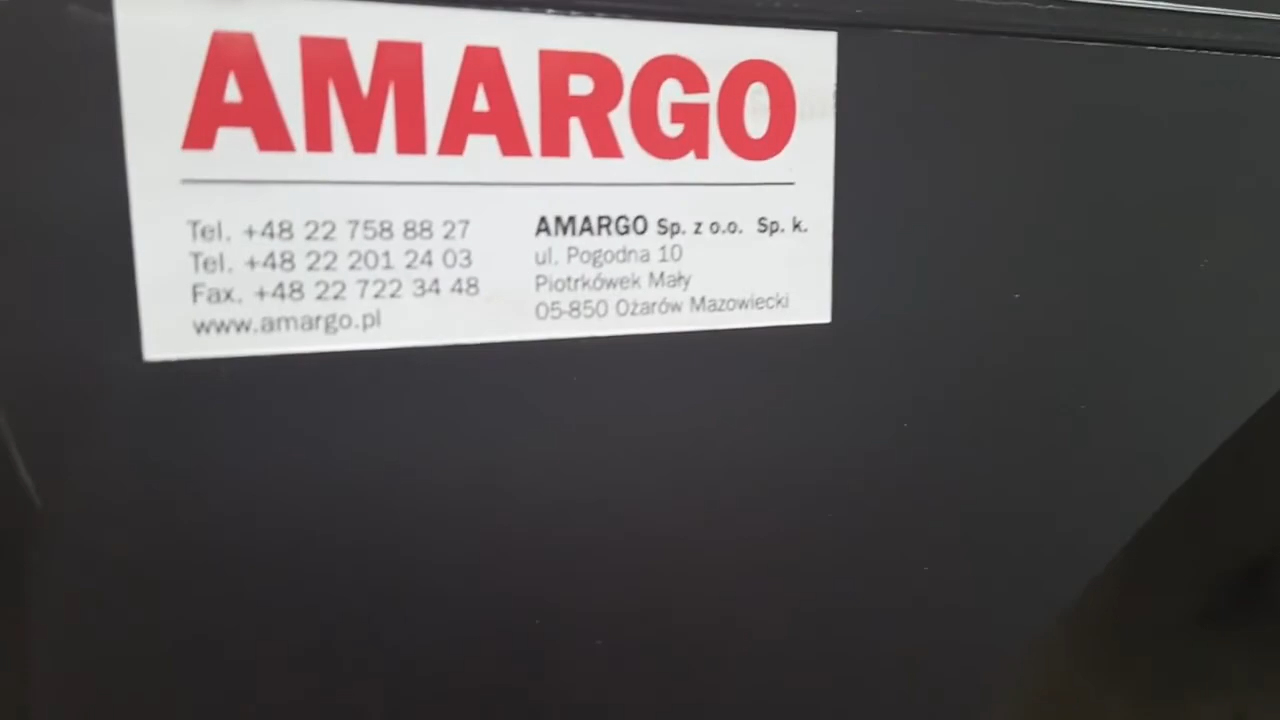 AMARGO
Tel. +48 22 758 88 27
Tel. +48 22 201 24 03
Fax. +48 22 722 34 48
www.amargo.pl
AMARGO Sp. z o.o. Sp. k.
ul. Pogodna 10
Piotrkówek Mały
05-850 Ożarów Mazowiecki